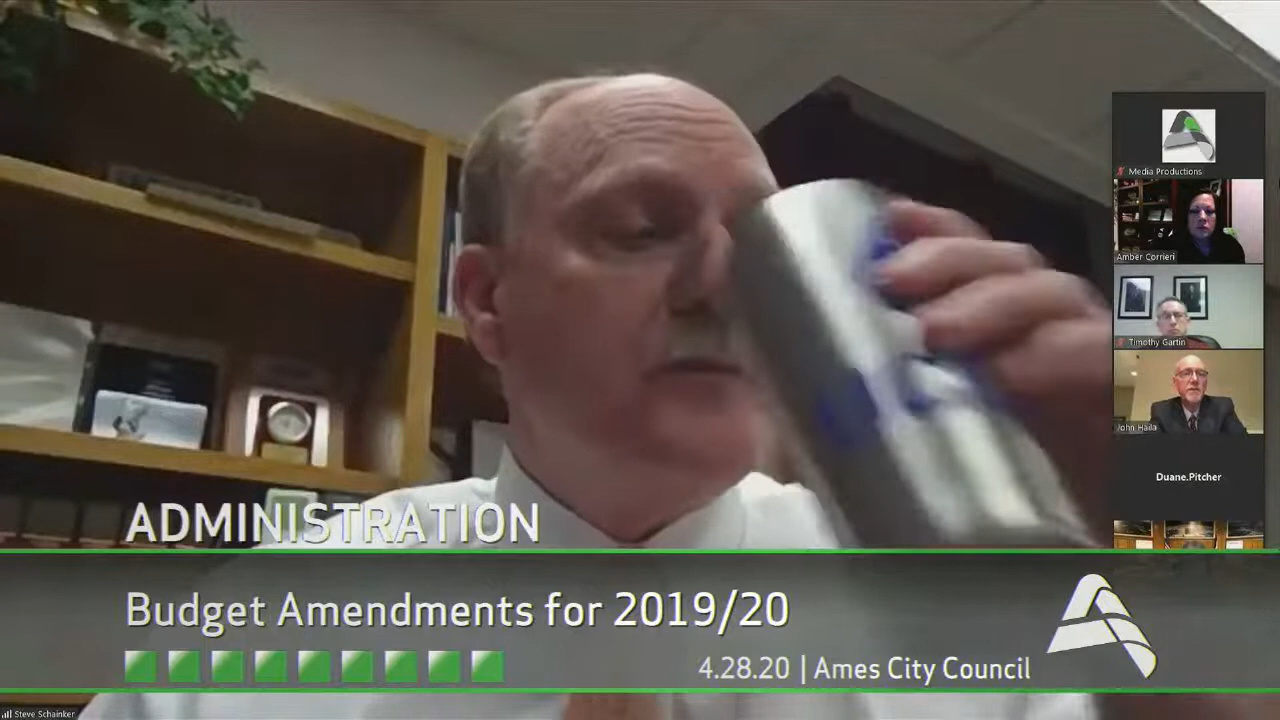 Media Productions
Amber Corrieri
Timothy Gartin
John Haila
Duane.Pitcher
ADMINISTRATION
Budget Amendments for 2019/20
4.28.20 | Ames City Council
Steve Schainker